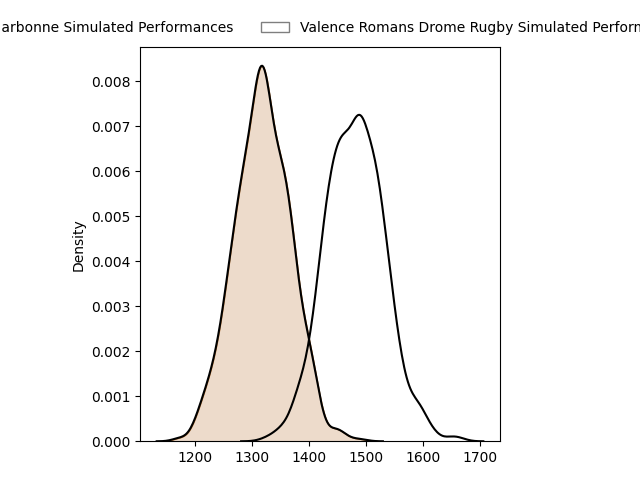 arbonne Simulated Performances
Valence Romans Drome Rugby Simulated Perform
0.008
0.007
0.006
0.005
0.004
0.003
0.002
0.001
0.000
Density
1200 1300 1400 1500 1600 1700